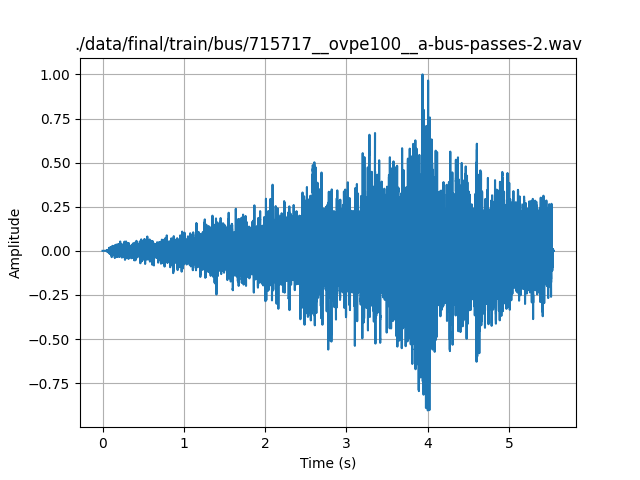 ./data/final/train/bus/715717__ovpe100__a-bus-passes-2.wav
1.00
0.75
0.50
0.25
0.00
−0.25
−0.50
−0.75
Amplitude
0 1 2 3 4 5
Time (s)